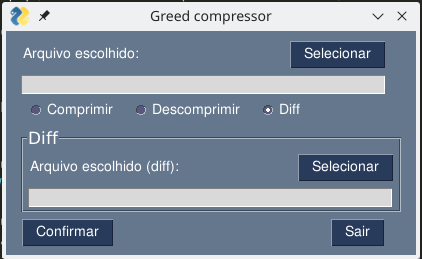 Greed compressor
Arquivo escolhido: Selecionar
Comprimir Descomprimir Diff
Diff
Arquivo escolhido (diff): Selecionar
Confirmar Sair